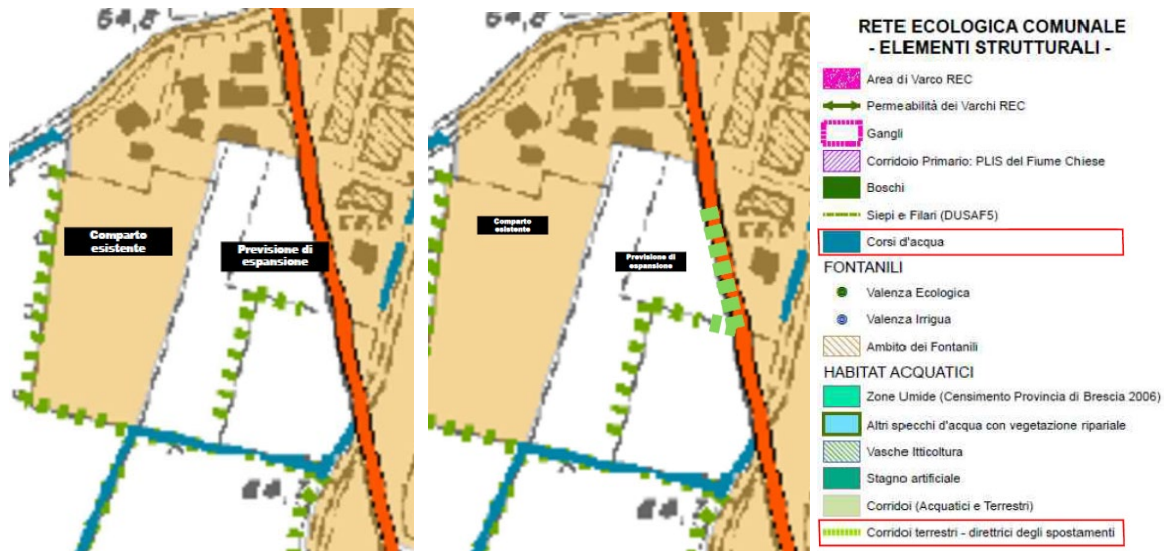 64,8
Comparto
esistente
Previsione di
espansione
64,
64,8
Comparto
esistente
Previsione di
espansione
64,
RETE ECOLOGICA COMUNALE
- ELEMENTI STRUTTURALI -
Area di Varco REC
Permeabilità dei Varchi REC
Gangli
Corridoio Primario: PLIS del Fiume Chiese
Boschi
Siepi e Filari (DUSAF5)
Corsi d'acqua
FONTANILI
Valenza Ecologica
Valenza Irrigua
Ambito dei Fontanili
HABITAT ACQUATICI
Zone Umide (Censimento Provincia di Brescia 2006)
Altri specchi d'acqua con vegetazione ripariale
Vasche Itticoltura
Stagno artificiale
Corridoi (Acquatici e Terrestri)
Corridoi terrestri - direttrici degli spostamenti